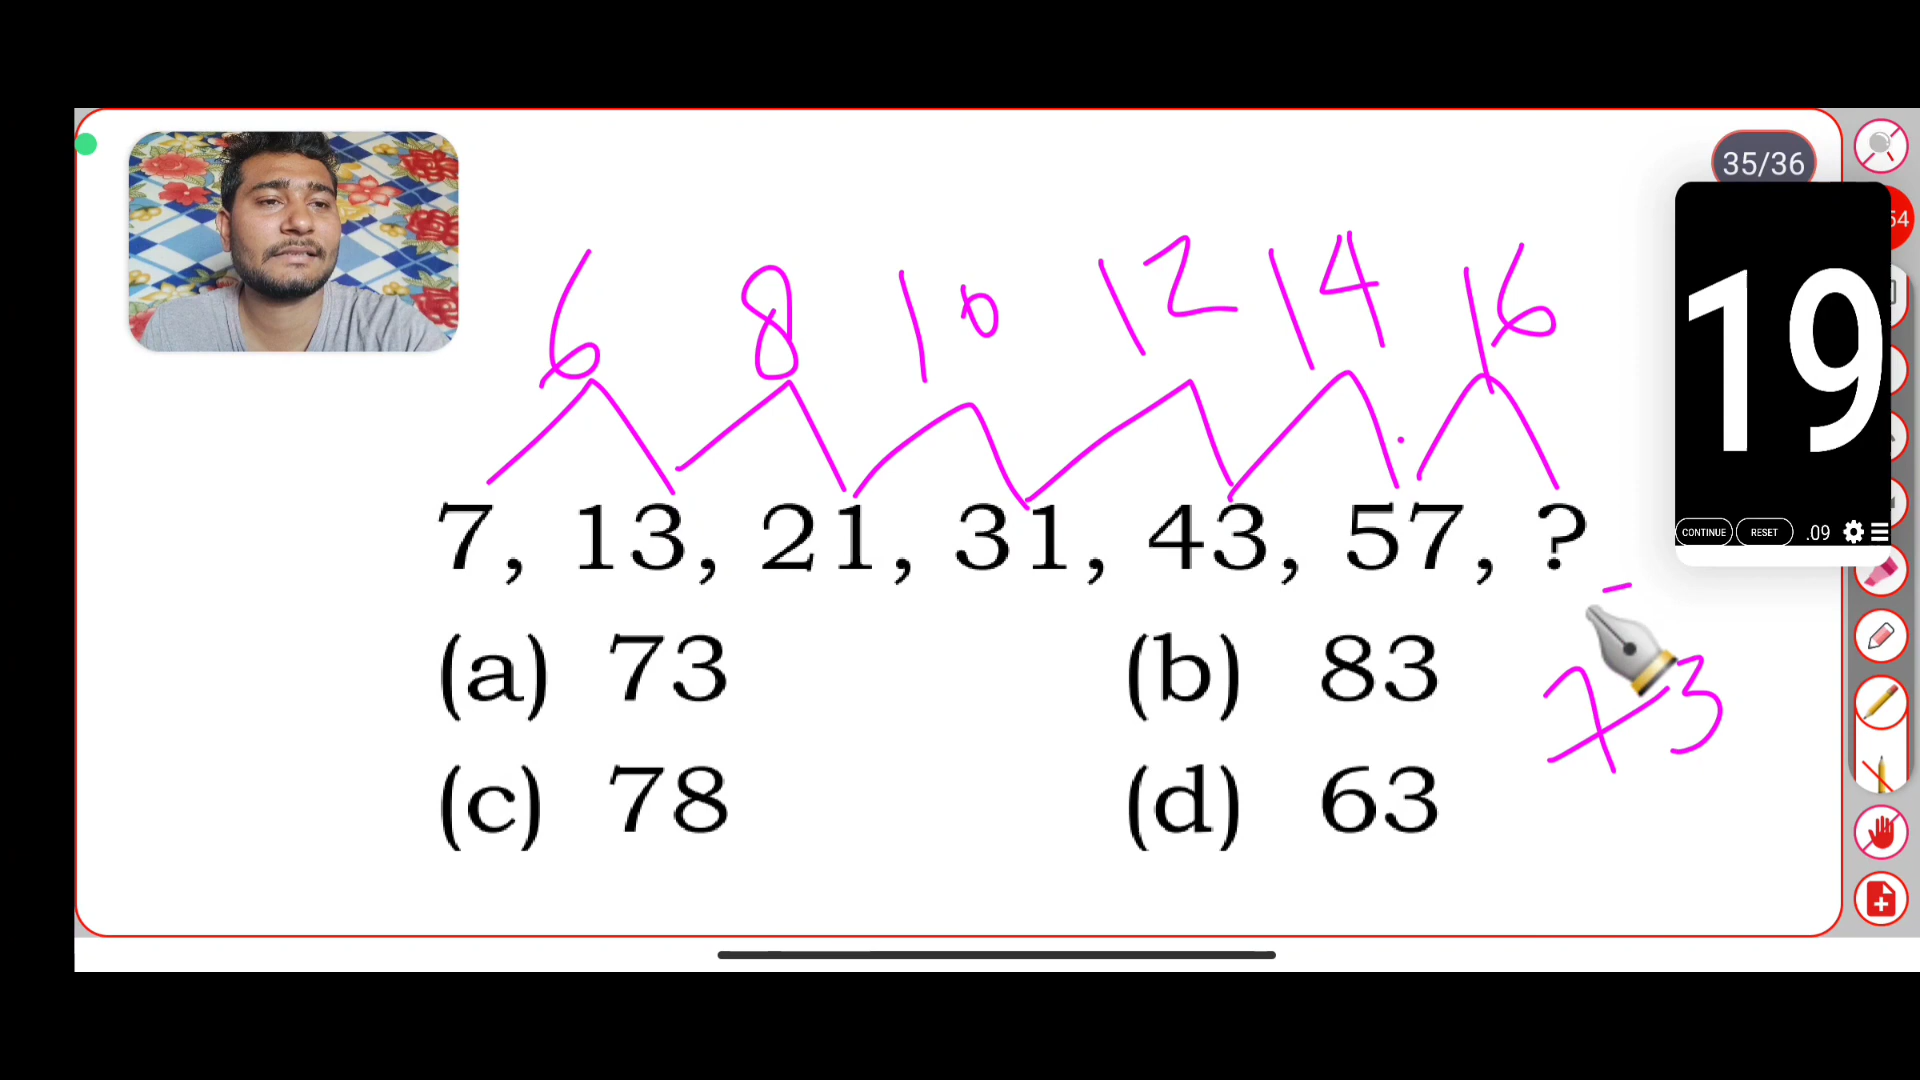 35/36
54
6 8 10 12 14 16
19
7, 13, 21, 31, 43, 57, ?
CONTINUE RESET .09
(a) 73 (b) 83
73
(c) 78 (d) 63